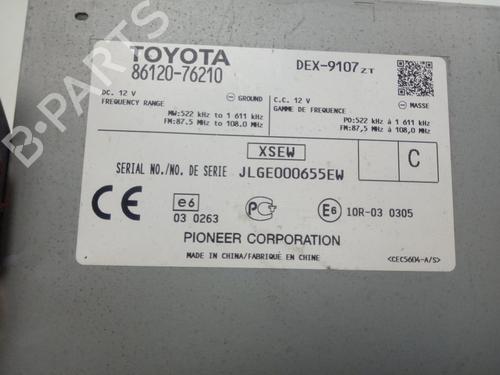 TOYOTA
86120-76210
DEX-9107ZT
DC. 12 V
⊖ GROUND
FREQUENCY RANGE
MW:522 kHz to 1 611 kHz
FM:87.5 MHz to 108.0 MHz
C.C. 12 V
⊖ MASSE
GAMME DE FREQUENCE
PO:522 kHz à 1 611 kHz
FM:87,5 MHz à 108,0 MHz
XSEW
C
SERIAL NO./NO. DE SERIE JLGE000655EW
CE
e6
03 0263
PC
E6 10R-03 0305
PIONEER CORPORATION
MADE IN CHINA/FABRIQUE EN CHINE
<CEC5604-A/S>
B-PARTS